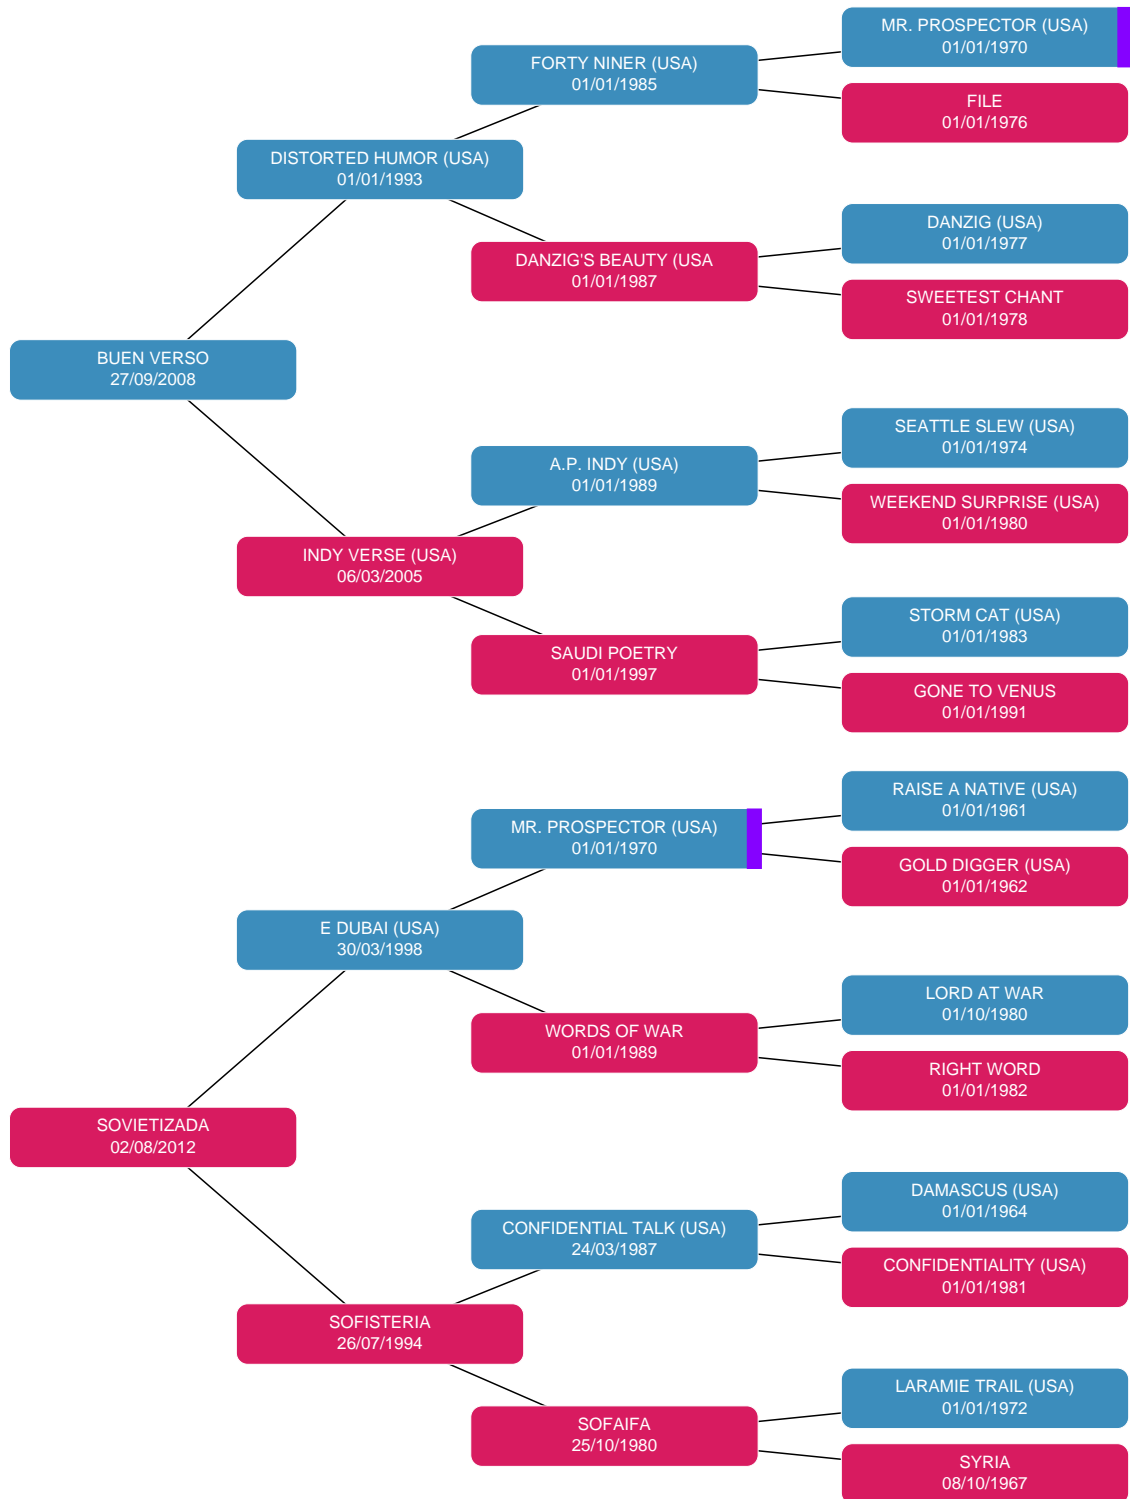 MR. PROSPECTOR (USA)
01/01/1970
FORTY NINER (USA)
01/01/1985
FILE
01/01/1976
DISTORTED HUMOR (USA)
01/01/1993
DANZIG (USA)
01/01/1977
DANZIG'S BEAUTY (USA
01/01/1987
SWEETEST CHANT
01/01/1978
BUEN VERSO
27/09/2008
SEATTLE SLEW (USA)
01/01/1974
A.P. INDY (USA)
01/01/1989
WEEKEND SURPRISE (USA)
01/01/1980
INDY VERSE (USA)
06/03/2005
STORM CAT (USA)
01/01/1983
SAUDI POETRY
01/01/1997
GONE TO VENUS
01/01/1991
RAISE A NATIVE (USA)
01/01/1961
MR. PROSPECTOR (USA)
01/01/1970
GOLD DIGGER (USA)
01/01/1962
E DUBAI (USA)
30/03/1998
LORD AT WAR
01/10/1980
WORDS OF WAR
01/01/1989
RIGHT WORD
01/01/1982
SOVIETIZADA
02/08/2012
DAMASCUS (USA)
01/01/1964
CONFIDENTIAL TALK (USA)
24/03/1987
CONFIDENTIALITY (USA)
01/01/1981
SOFISTERIA
26/07/1994
LARAMIE TRAIL (USA)
01/01/1972
SOFAIFA
25/10/1980
SYRIA
08/10/1967